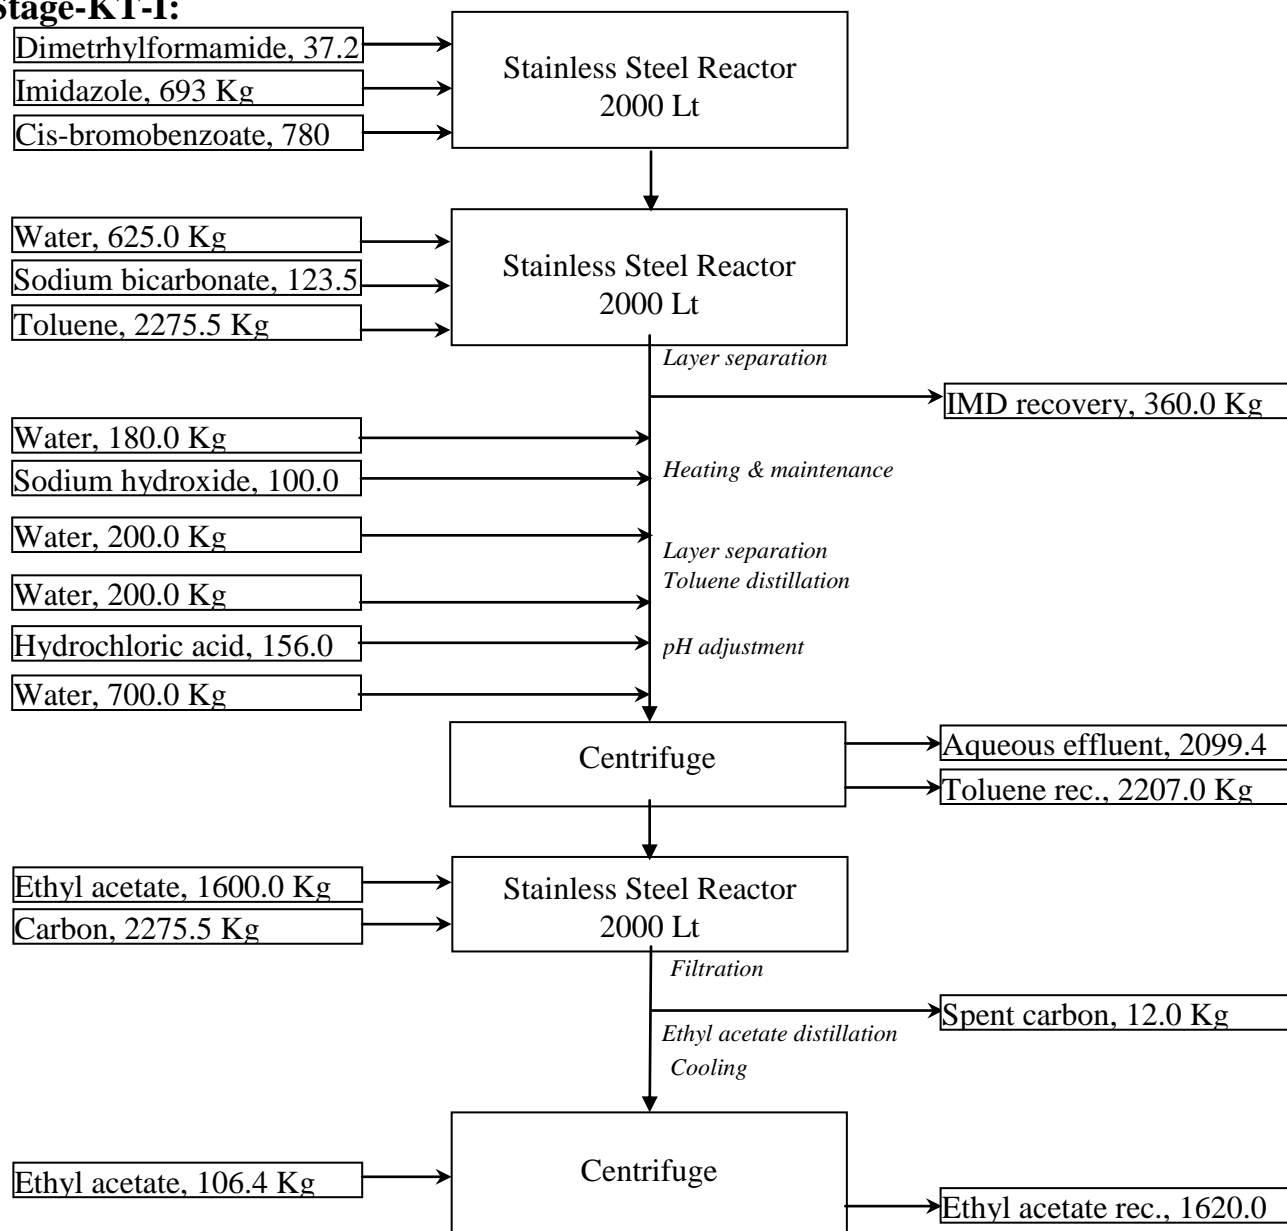 Stage-KT-I:
Dimetrhylformamide, 37.2
Imidazole, 693 Kg
Cis-bromobenzoate, 780
Stainless Steel Reactor
2000 Lt
Water, 625.0 Kg
Sodium bicarbonate, 123.5
Toluene, 2275.5 Kg
Stainless Steel Reactor
2000 Lt
Layer separation
IMD recovery, 360.0 Kg
Water, 180.0 Kg
Sodium hydroxide, 100.0
Heating & maintenance
Water, 200.0 Kg
Layer separation
Toluene distillation
Water, 200.0 Kg
Hydrochloric acid, 156.0
pH adjustment
Water, 700.0 Kg
Centrifuge
Aqueous effluent, 2099.4
Toluene rec., 2207.0 Kg
Ethyl acetate, 1600.0 Kg
Carbon, 2275.5 Kg
Stainless Steel Reactor
2000 Lt
Filtration
Spent carbon, 12.0 Kg
Ethyl acetate distillation
Cooling
Centrifuge
Ethyl acetate, 106.4 Kg
Ethyl acetate rec., 1620.0